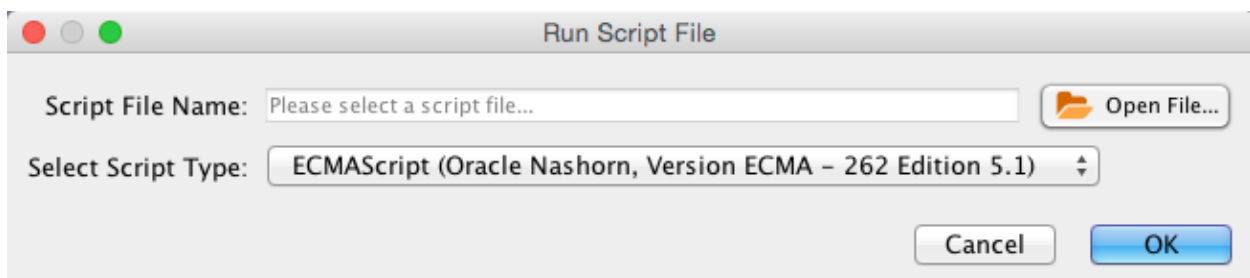 Run Script File
Script File Name: Please select a script file... Open File...
Select Script Type: ECMAScript (Oracle Nashorn, Version ECMA – 262 Edition 5.1)
Cancel OK